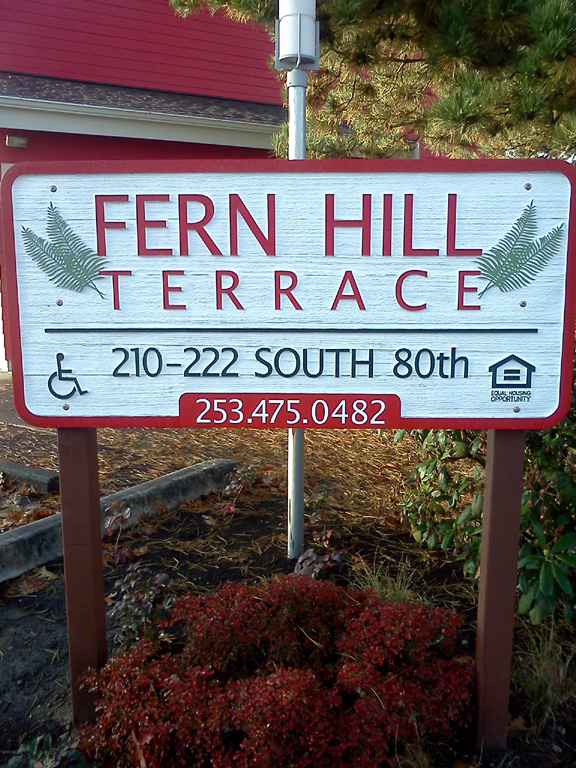 FERN HILL
TERRACE
210-222 SOUTH 80th
EQUAL HOUSING
OPPORTUNITY
253.475.0482